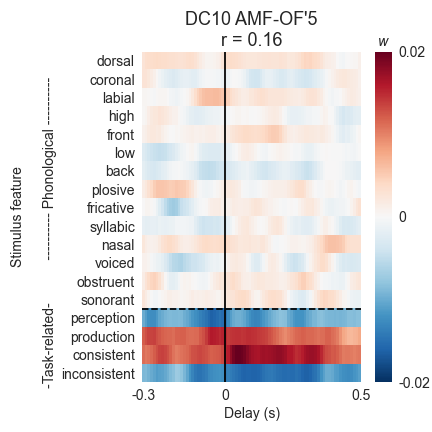 DC10 AMF-OF'5
r = 0.16
w
Stimulus feature
-Task-related- ---------- Phonological ----------
dorsal
coronal
labial
high
front
low
back
plosive
fricative
syllabic
nasal
voiced
obstruent
sonorant
perception
production
consistent
inconsistent
0.02
0
-0.02
-0.3 0 0.5
Delay (s)